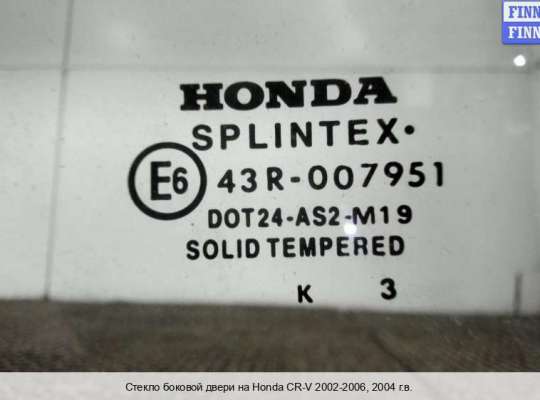 FINN
FINN
HONDA
SPLINTEX•
E6 43R-007951
DOT24-AS2-M19
SOLID TEMPERED
K 3
Стекло боковой двери на Honda CR-V 2002-2006, 2004 г.в.